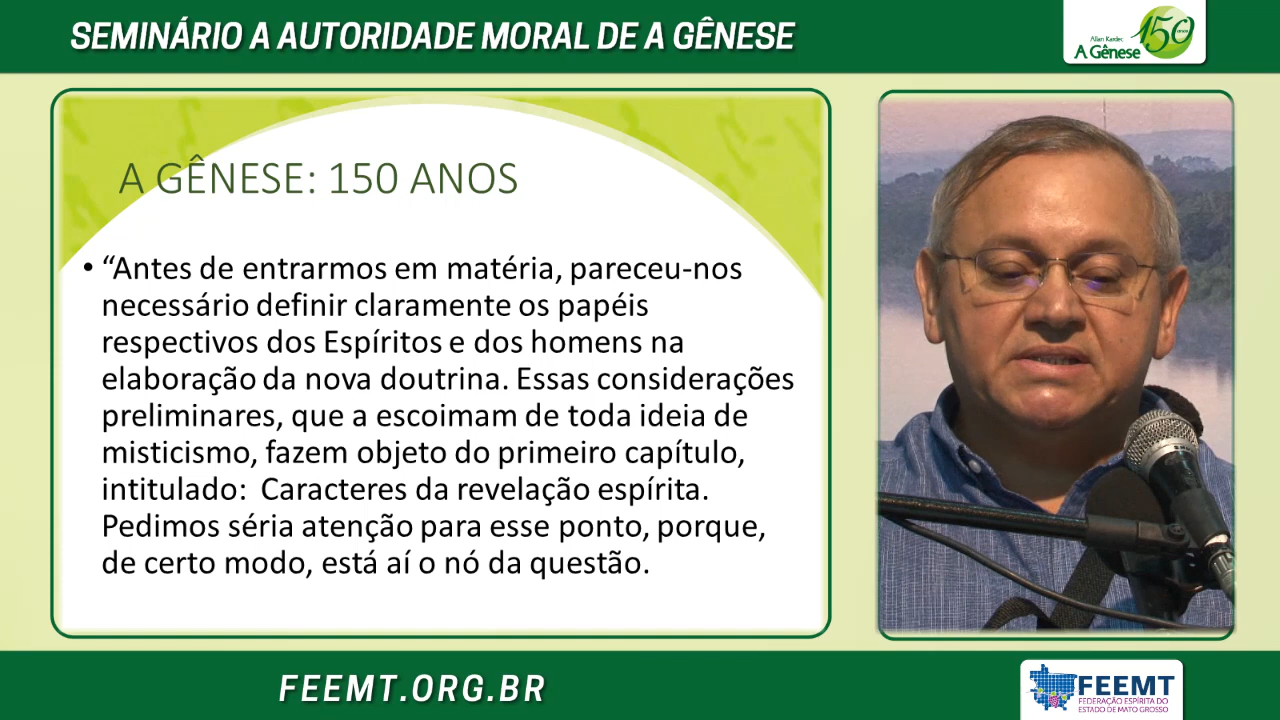 SEMINÁRIO A AUTORIDADE MORAL DE A GÊNESE
Allan Kardec
A Gênese
150
anos
A GÊNESE: 150 ANOS
• “Antes de entrarmos em matéria, pareceu-nos
necessário definir claramente os papéis
respectivos dos Espíritos e dos homens na
elaboração da nova doutrina. Essas considerações
preliminares, que a escoimam de toda ideia de
misticismo, fazem objeto do primeiro capítulo,
intitulado: Caracteres da revelação espírita.
Pedimos séria atenção para esse ponto, porque,
de certo modo, está aí o nó da questão.
FEEMT.ORG.BR
FEEMT
FEDERAÇÃO ESPÍRITA DO
ESTADO DE MATO GROSSO